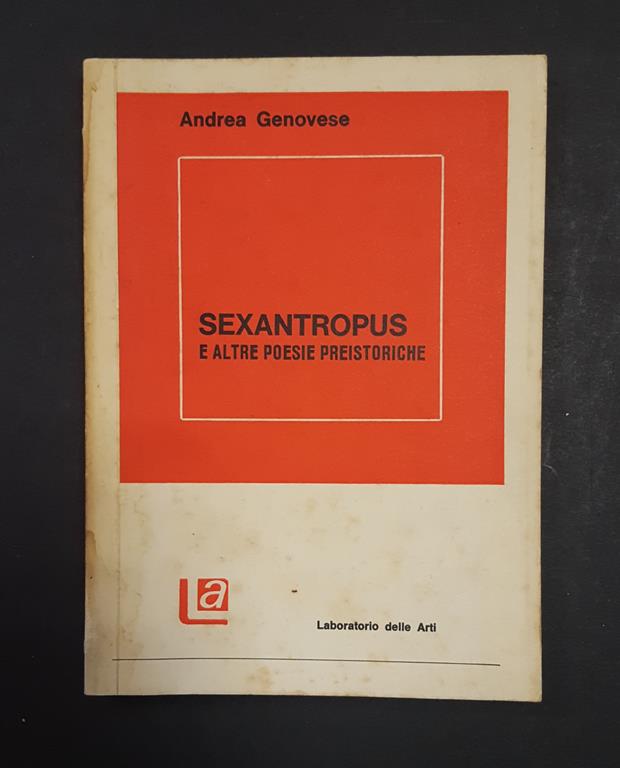 Andrea Genovese
SEXANTROPUS
E ALTRE POESIE PREISTORICHE
La
Laboratorio delle Arti